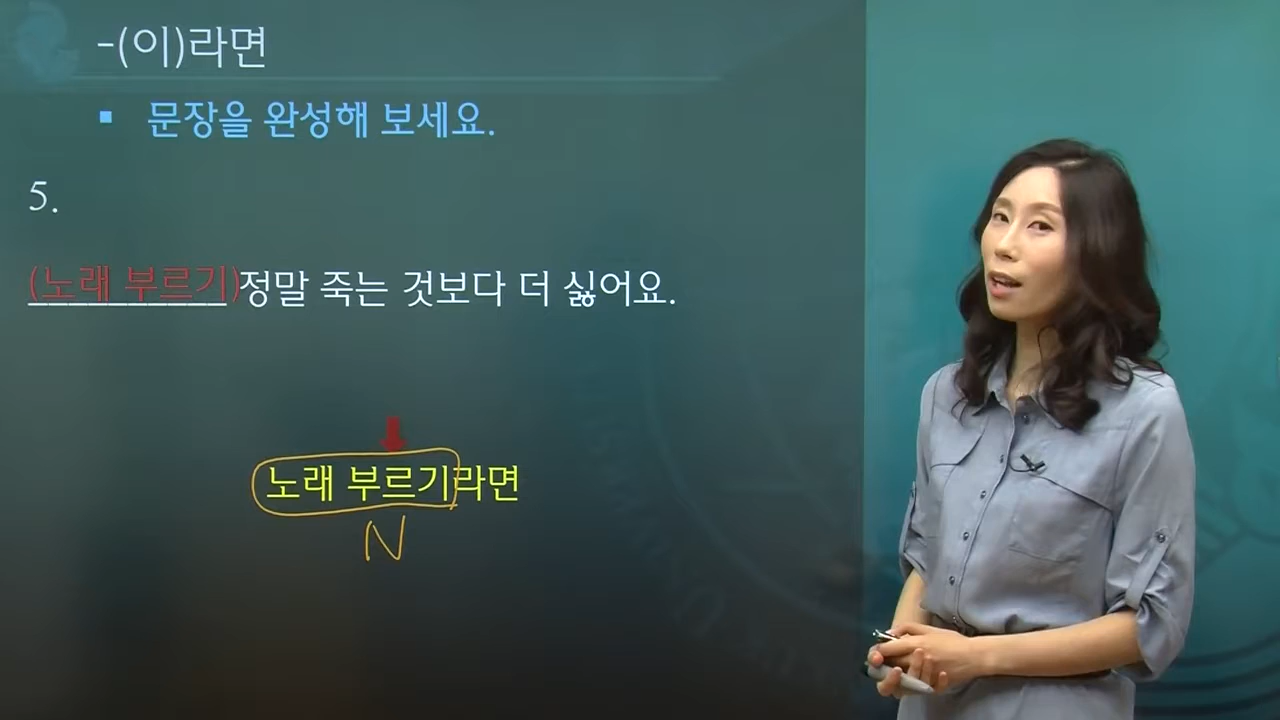 -(이)라면
▪ 문장을 완성해 보세요.
5.
(노래 부르기)정말 죽는 것보다 더 싫어요.
노래 부르기라면
N